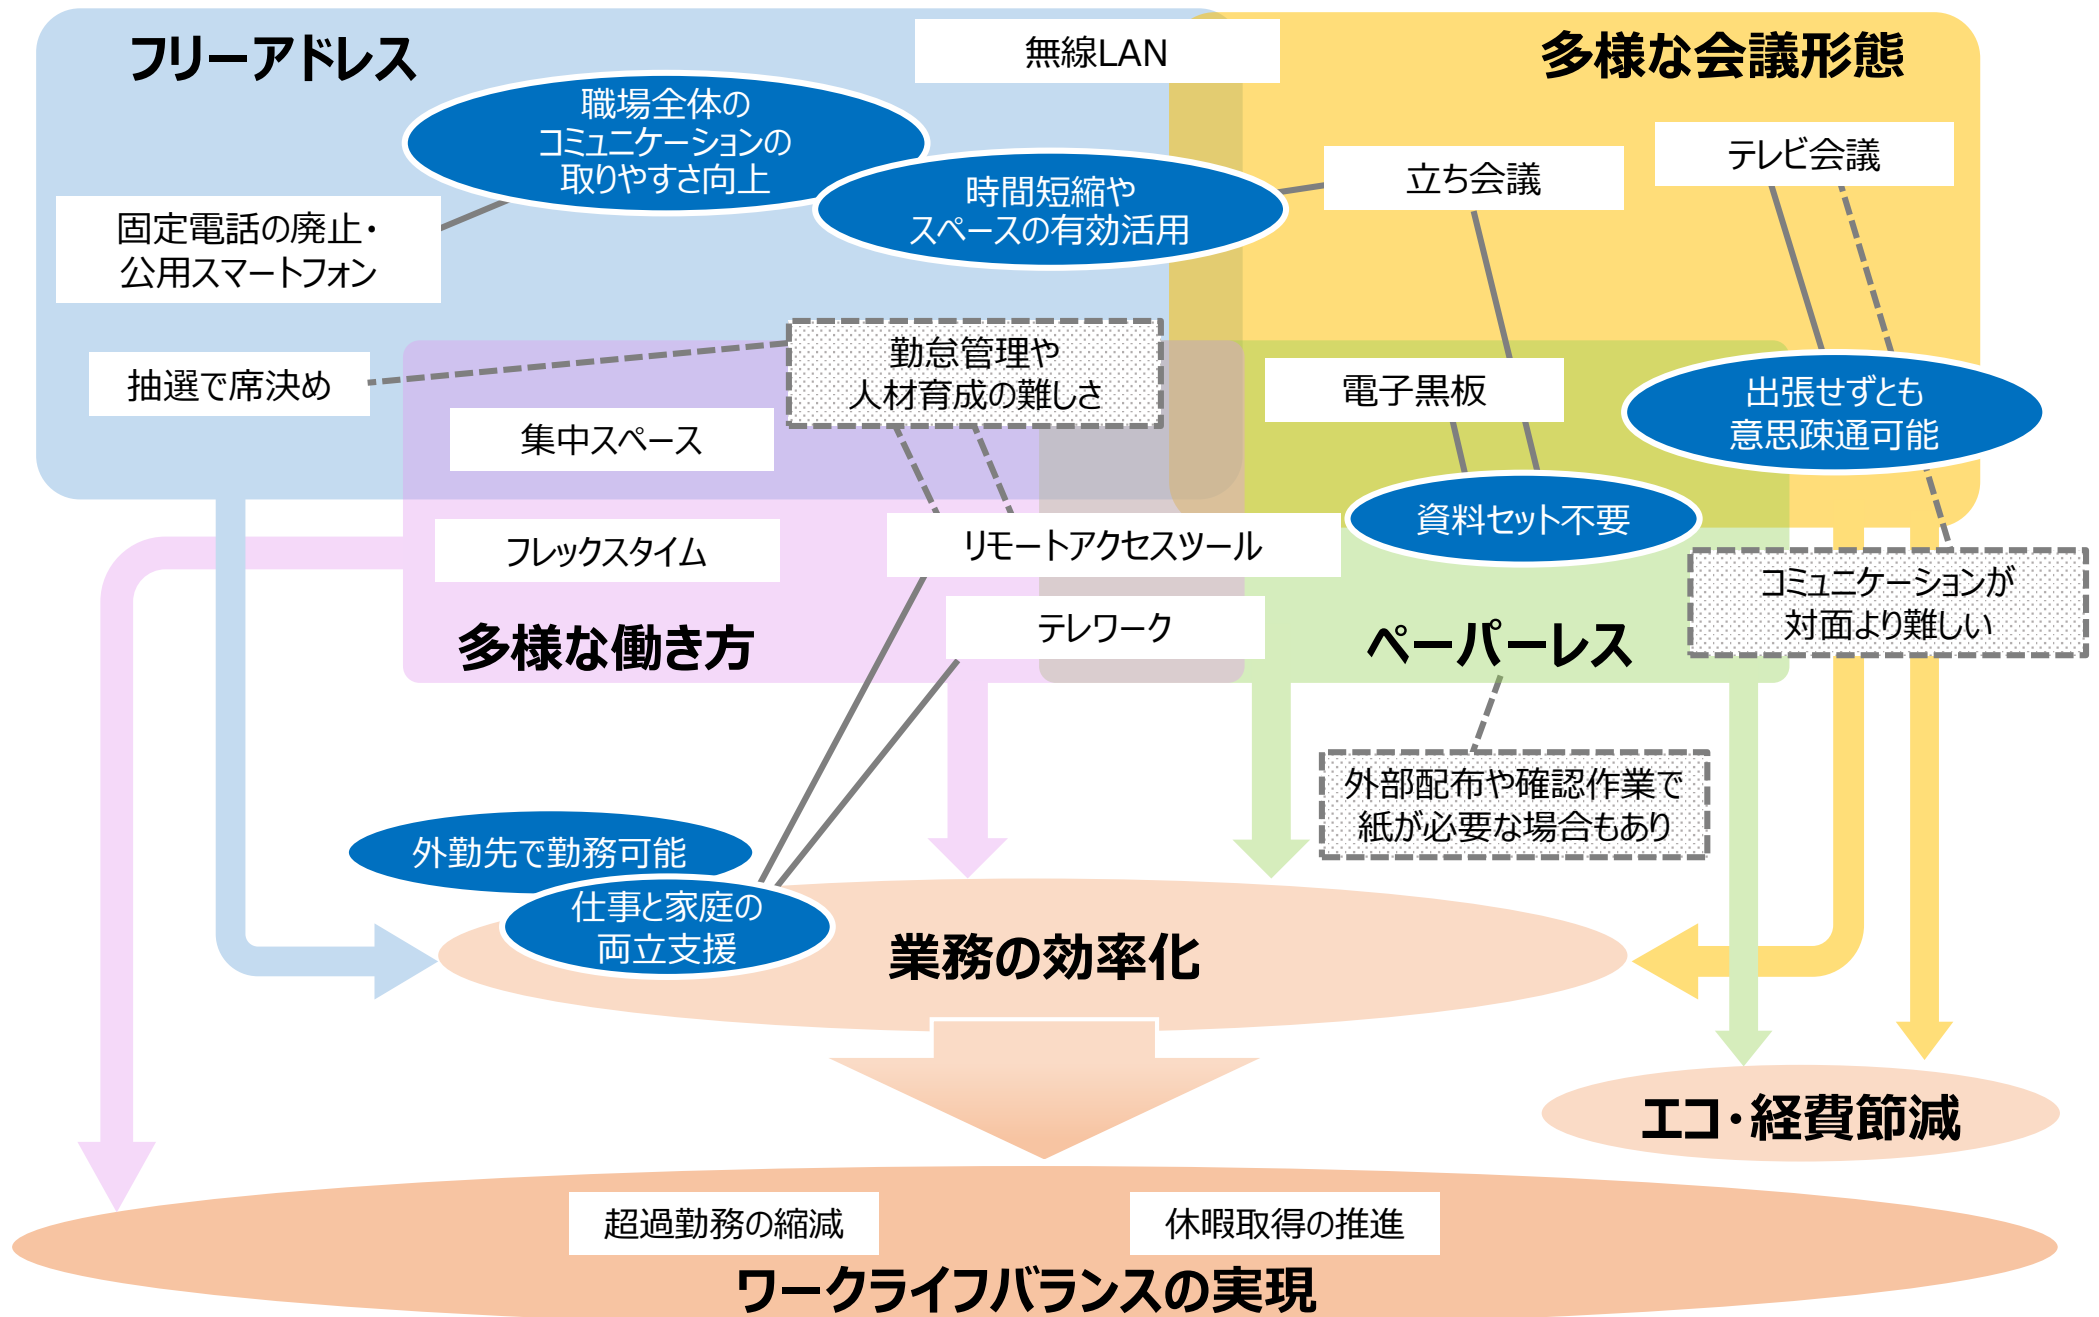 フリーアドレス
無線LAN
多様な会議形態
職場全体の
コミュニケーションの
取りやすさ向上
テレビ会議
時間短縮や
スペースの有効活用
立ち会議
固定電話の廃止・
公用スマートフォン
抽選で席決め
勤怠管理や
人材育成の難しさ
電子黒板
出張せずとも
意思疎通可能
集中スペース
フレックスタイム
リモートアクセスツール
資料セット不要
コミュニケーションが
対面より難しい
テレワーク
多様な働き方
ペーパーレス
外部配布や確認作業で
紙が必要な場合もあり
外勤先で勤務可能
仕事と家庭の
両立支援
業務の効率化
エコ・経費節減
超過勤務の縮減
休暇取得の推進
ワークライフバランスの実現